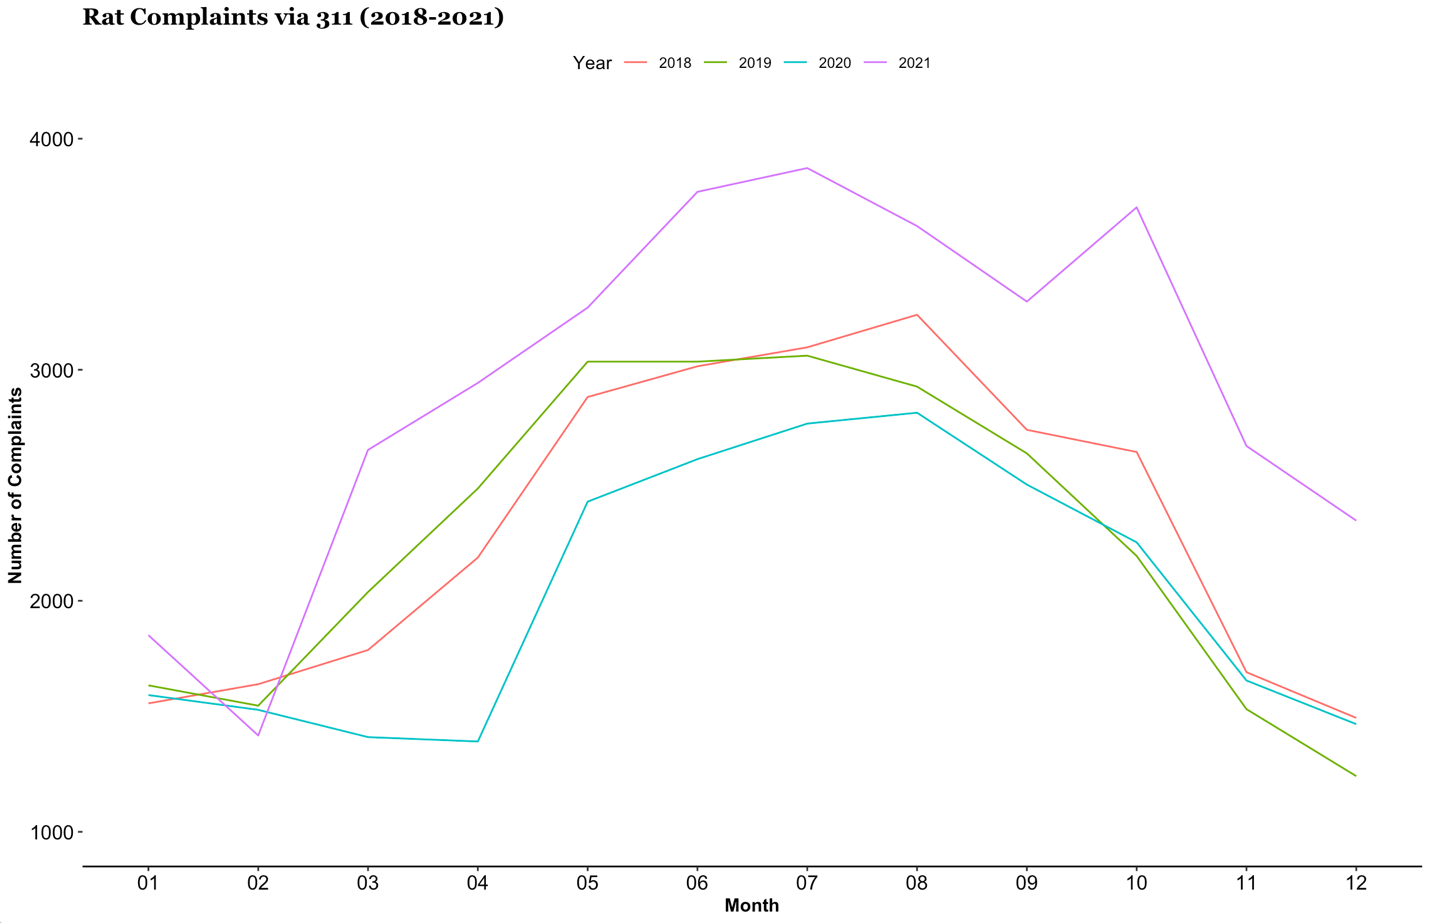 Rat Complaints via 311 (2018-2021)
Year 2018 2019 2020 2021
4000
3000
2000
1000
Number of Complaints
01 02 03 04 05 06 07 08 09 10 11 12
Month